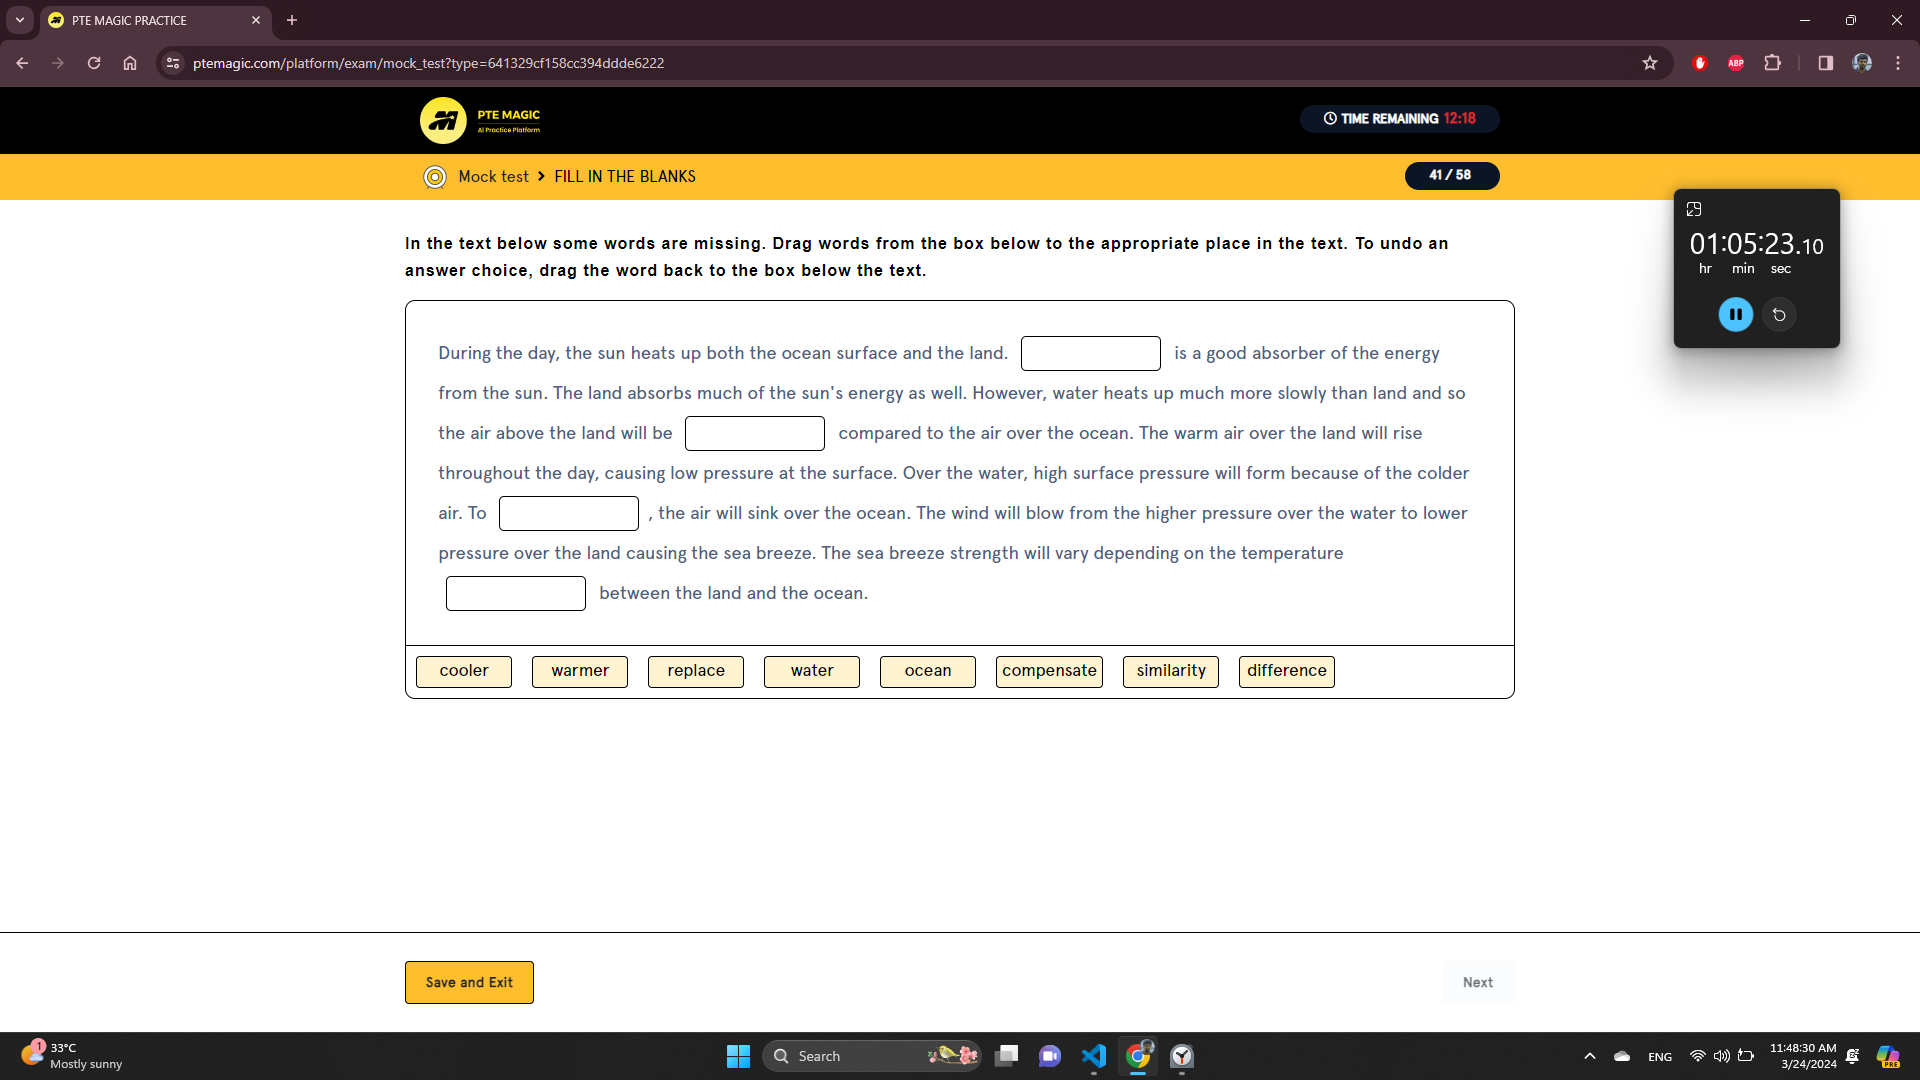 PTE MAGIC PRACTICE
ptemagic.com/platform/exam/mock_test?type=641329cf158cc394ddde6222
ABP
PTE MAGIC
AI Practice Platform
TIME REMAINING 12:18
Mock test > FILL IN THE BLANKS
41 / 58
01:05:23.10
hr min sec
In the text below some words are missing. Drag words from the box below to the appropriate place in the text. To undo an
answer choice, drag the word back to the box below the text.
During the day, the sun heats up both the ocean surface and the land. is a good absorber of the energy
from the sun. The land absorbs much of the sun's energy as well. However, water heats up much more slowly than land and so
the air above the land will be compared to the air over the ocean. The warm air over the land will rise
throughout the day, causing low pressure at the surface. Over the water, high surface pressure will form because of the colder
air. To , the air will sink over the ocean. The wind will blow from the higher pressure over the water to lower
pressure over the land causing the sea breeze. The sea breeze strength will vary depending on the temperature
between the land and the ocean.
cooler warmer replace water ocean compensate similarity difference
Save and Exit
Next
1
33°C
Mostly sunny
Search
ENG
11:48:30 AM
3/24/2024
PRE